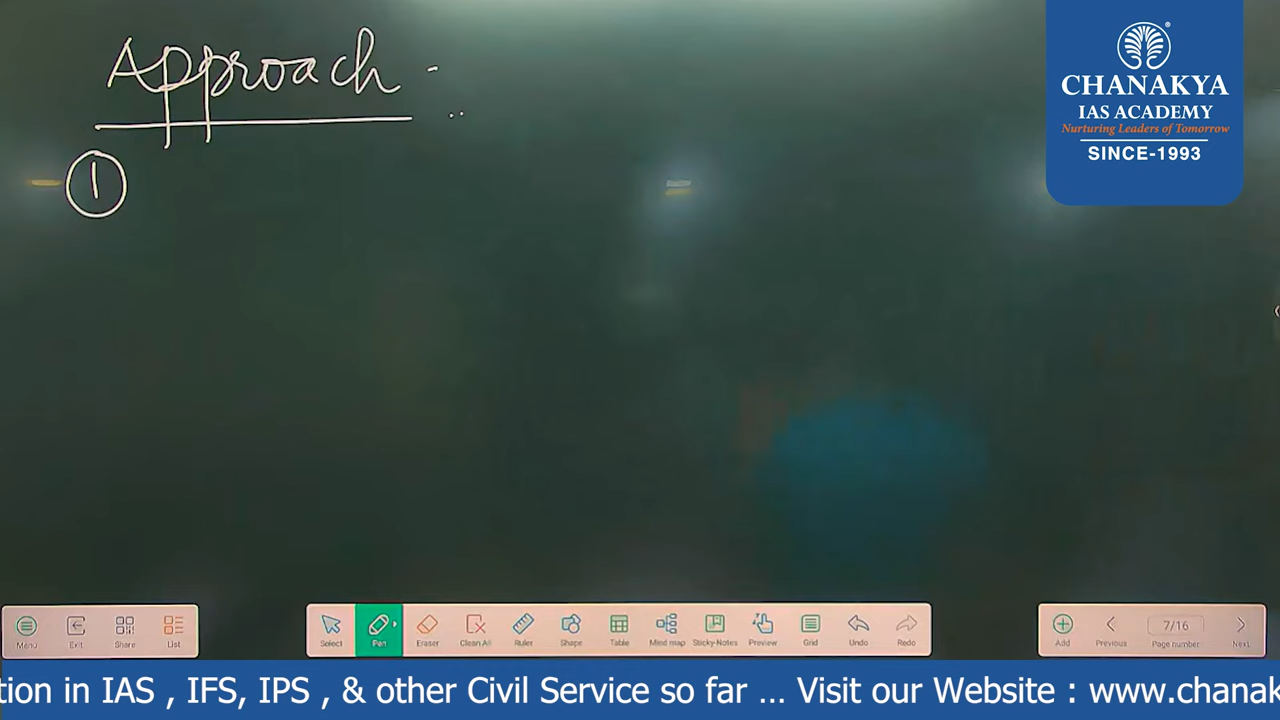 Approach :-
①
CHANAKYA
IAS ACADEMY
Nurturing Leaders of Tomorrow
SINCE-1993
Menu Exit Share List
Select Pen Eraser Clean All Ruler Shape Table Mind map Sticky-Notes Preview Grid Undo Redo
Add Previous 7/16 Page number Next
tion in IAS , IFS, IPS , & other Civil Service so far ... Visit our Website : www.chanak